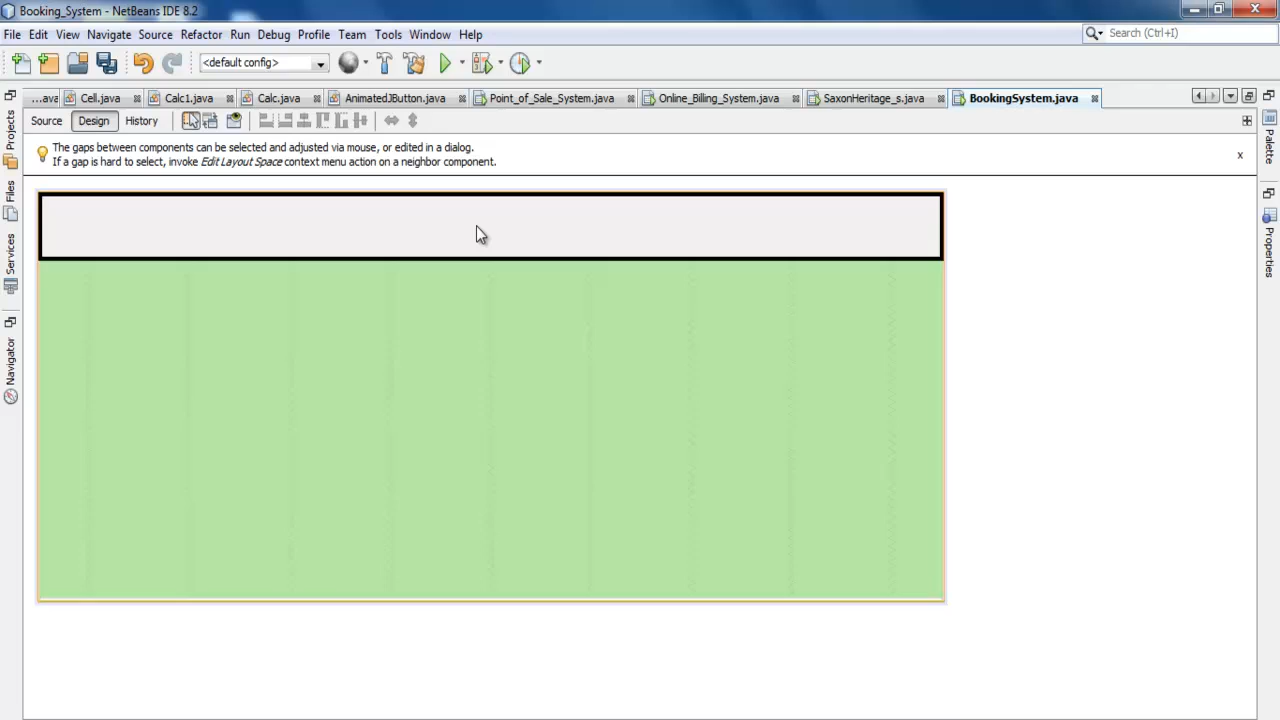 Booking_System - NetBeans IDE 8.2
File Edit View Navigate Source Refactor Run Debug Profile Team Tools Window Help
Search (Ctrl+I)
<default config>
...ava Cell.java Calc1.java Calc.java AnimatedJButton.java Point_of_Sale_System.java Online_Billing_System.java SaxonHeritage_s.java BookingSystem.java
Source Design History
The gaps between components can be selected and adjusted via mouse, or edited in a dialog.
If a gap is hard to select, invoke Edit Layout Space context menu action on a neighbor component.
x
Projects
Files
Services
Navigator
Palette
Properties